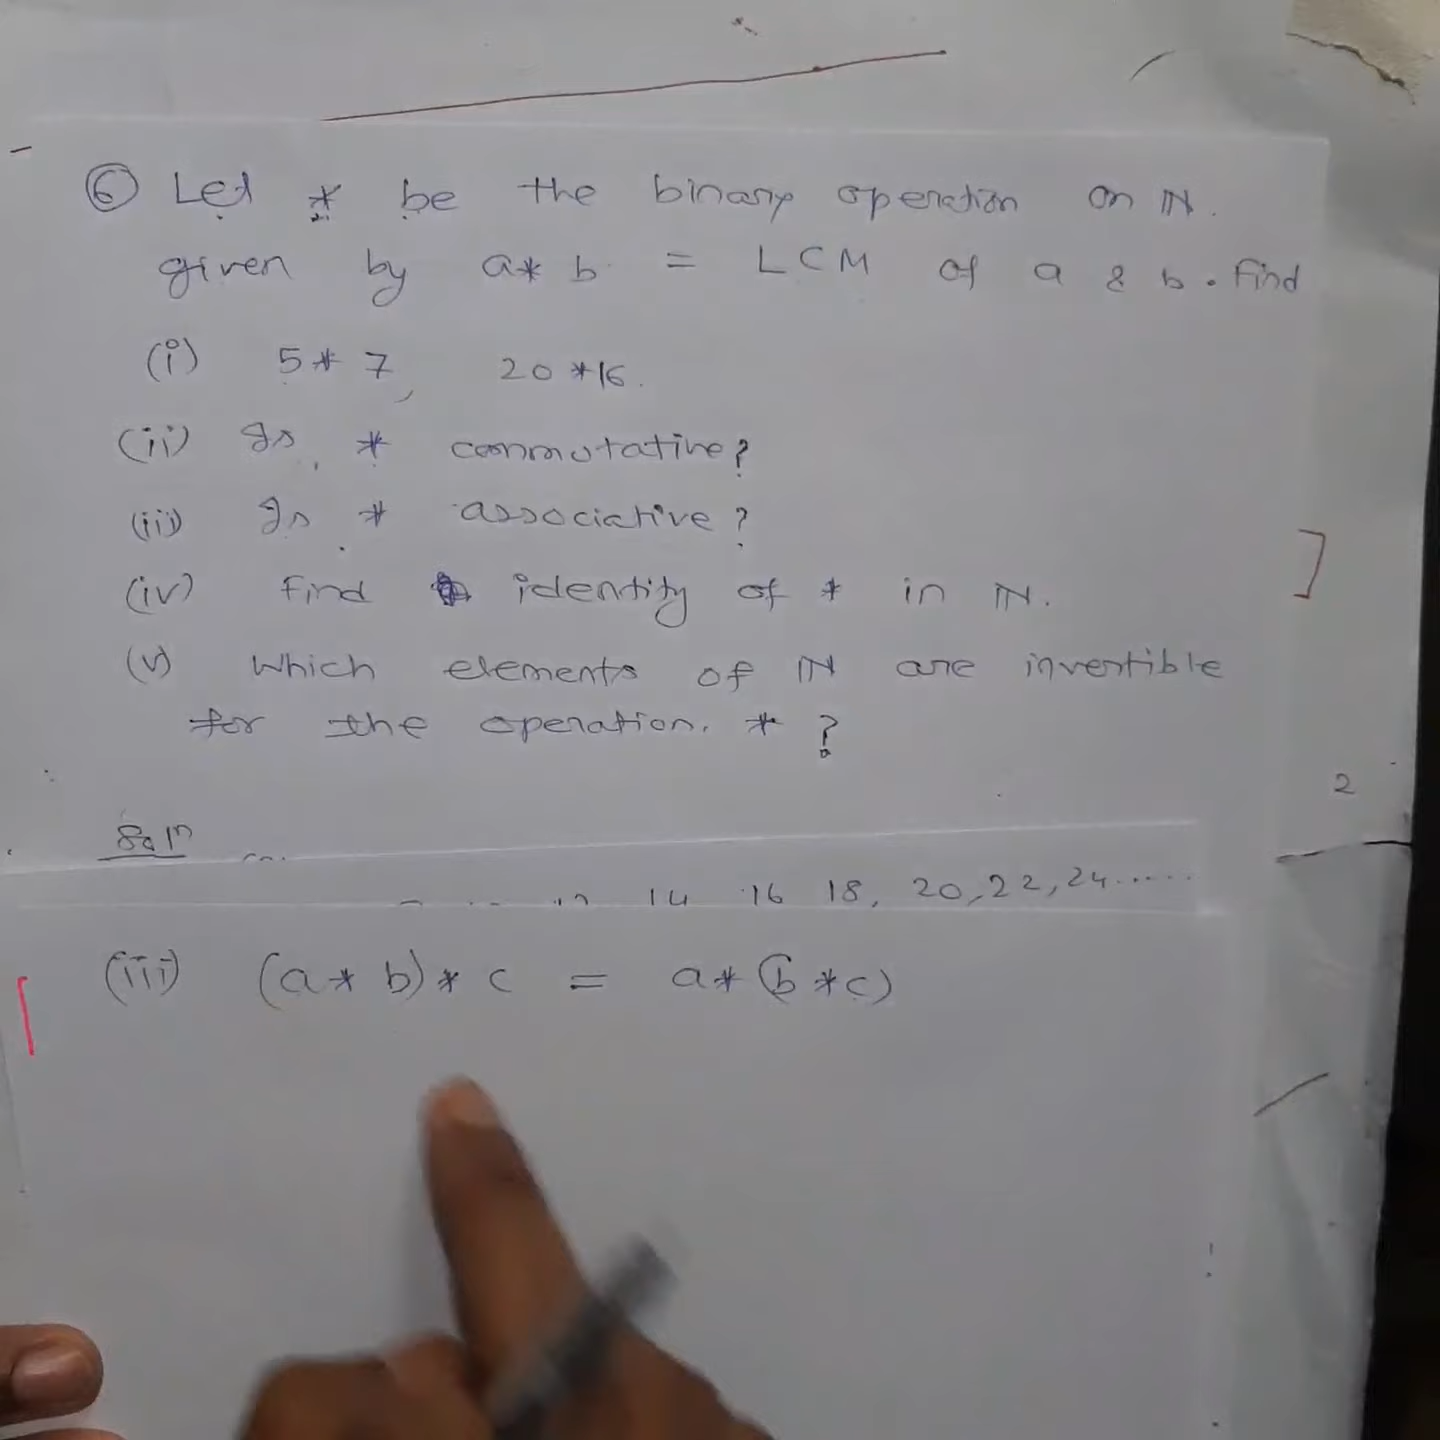 ⑥ Let * be the binary operation on ℕ.
given by a * b = LCM of a & b. Find
(i) 5 * 7, 20 * 16.
(ii) Is * commutative?
(iii) Is * associative?
(iv) Find identity of * in ℕ.
(v) Which elements of ℕ are invertible
for the operation. * ?
2
Solⁿ
14 16 18, 20, 22, 24......
(iii) (a * b) * c = a * (b * c)